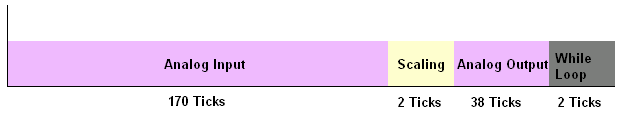 Analog Input
Scaling
Analog Output
While
Loop
170 Ticks
2 Ticks
38 Ticks
2 Ticks